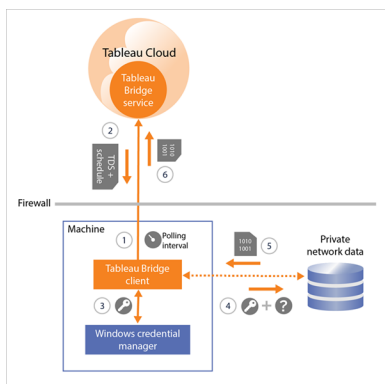 Tableau Cloud
Tableau
Bridge
service
2
TDS +
schedule
1010
1001
6
Firewall
Machine
1
Polling
interval
1010
1001
5
Private
network data
Tableau Bridge
client
3
4
+
?
Windows credential
manager